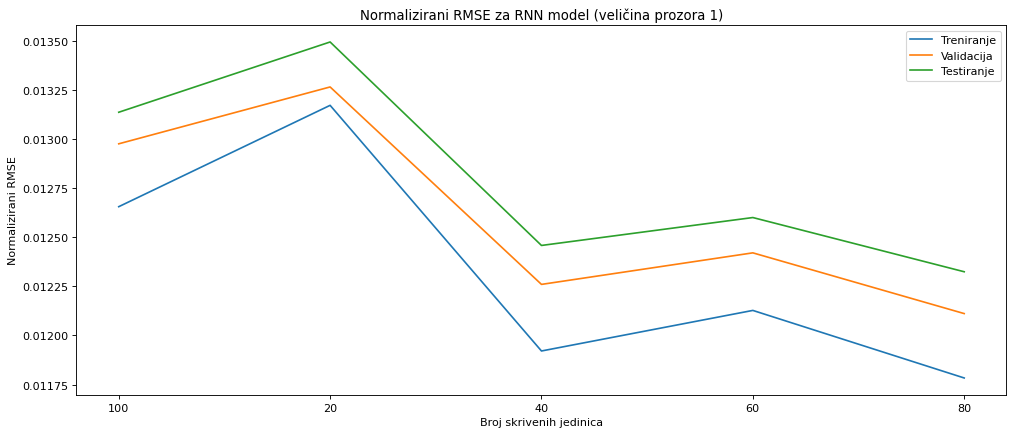 Normalizirani RMSE za RNN model (veličina prozora 1)
Treniranje
Validacija
Testiranje
0.01350
0.01325
0.01300
0.01275
0.01250
0.01225
0.01200
0.01175
Normalizirani RMSE
100 20 40 60 80
Broj skrivenih jedinica